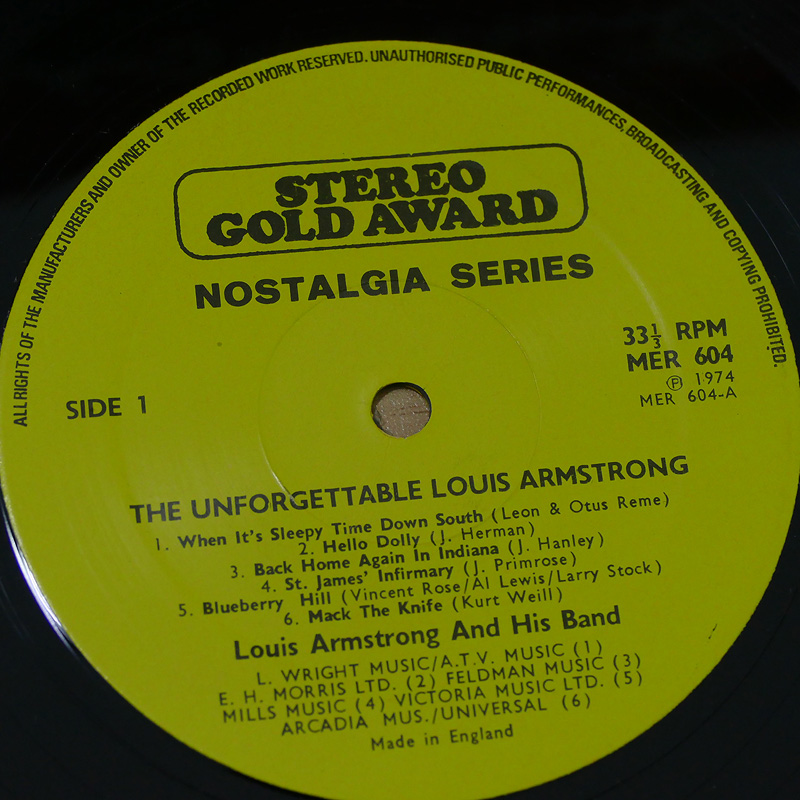 ALL RIGHTS OF THE MANUFACTURERS AND OWNER OF THE RECORDED WORK RESERVED. UNAUTHORISED PUBLIC PERFORMANCES, BROADCASTING AND COPYING PROHIBITED.
STEREO
GOLD AWARD
NOSTALGIA SERIES
33⅓ RPM
MER 604
Ⓟ 1974
MER 604-A
SIDE 1
THE UNFORGETTABLE LOUIS ARMSTRONG
1. When It's Sleepy Time Down South (Leon & Otus Reme)
2. Hello Dolly (J. Herman)
3. Back Home Again In Indiana (J. Hanley)
4. St. James' Infirmary (J. Primrose)
5. Blueberry Hill (Vincent Rose/Al Lewis/Larry Stock)
6. Mack The Knife (Kurt Weill)
Louis Armstrong And His Band
L. WRIGHT MUSIC/A.T.V. MUSIC (1)
E. H. MORRIS LTD. (2) FELDMAN MUSIC (3)
MILLS MUSIC (4) VICTORIA MUSIC LTD. (5)
ARCADIA MUS./UNIVERSAL (6)
Made in England